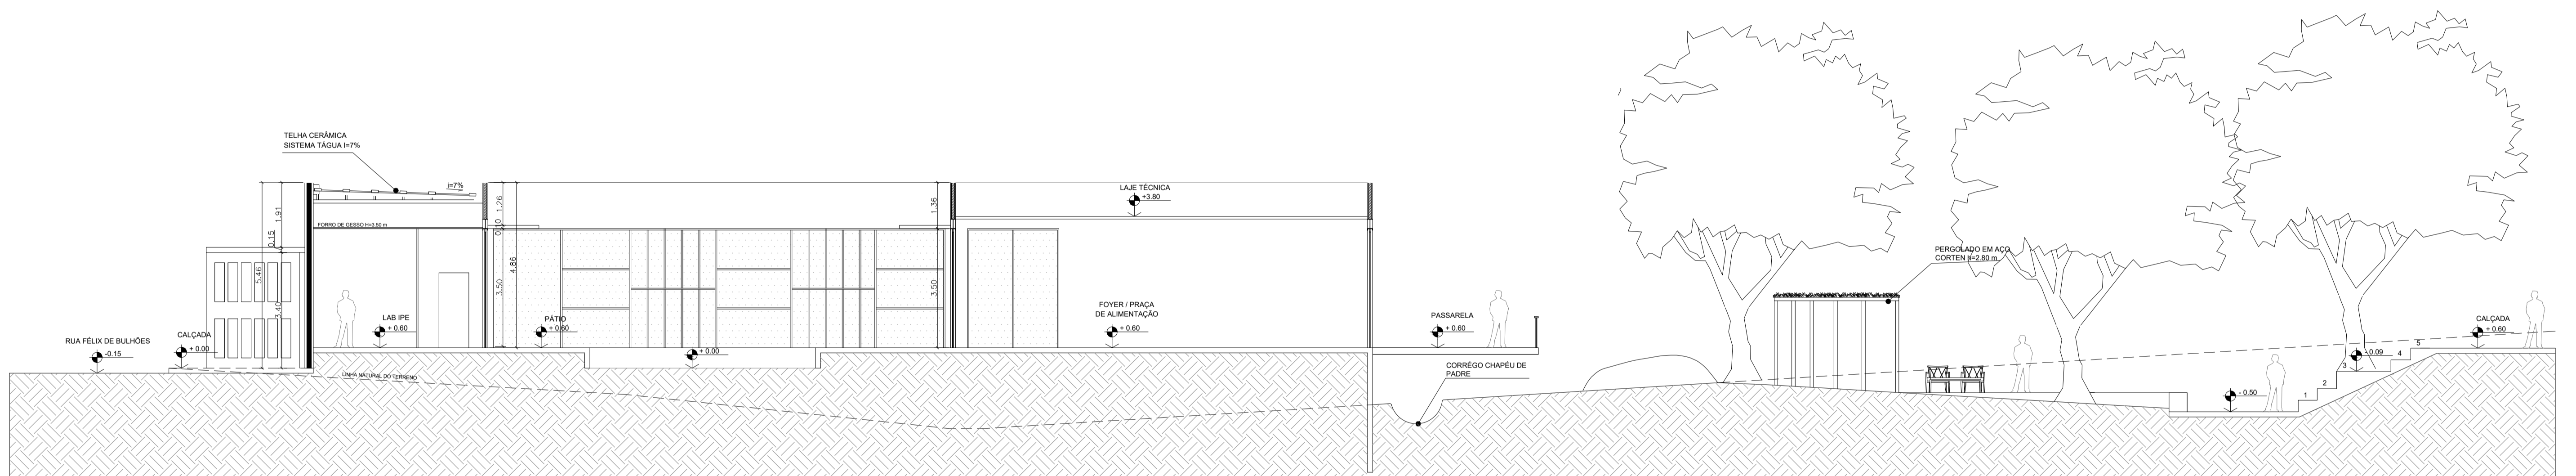 TELHA CERÂMICA
SISTEMA TÁGUA I=7%
i=7%
1,91
0,15
5,46
3,40
FORRO DE GESSO H=3.50 m
1,26
0,10
4,86
3,50
1,36
3,50
LAJE TÉCNICA
+3.80
RUA FÉLIX DE BULHÕES
-0.15
CALÇADA
+ 0.00
LAB IPE
+ 0.60
PÁTIO
+ 0.60
+ 0.00
FOYER / PRAÇA
DE ALIMENTAÇÃO
+ 0.60
PASSARELA
+ 0.60
LINHA NATURAL DO TERRENO
CORRÉGO CHAPÉU DE
PADRE
PERGOLADO EM AÇO
CORTEN h=2.80 m
CALÇADA
+ 0.60
- 0.09
- 0.50
1
2
3
4
5